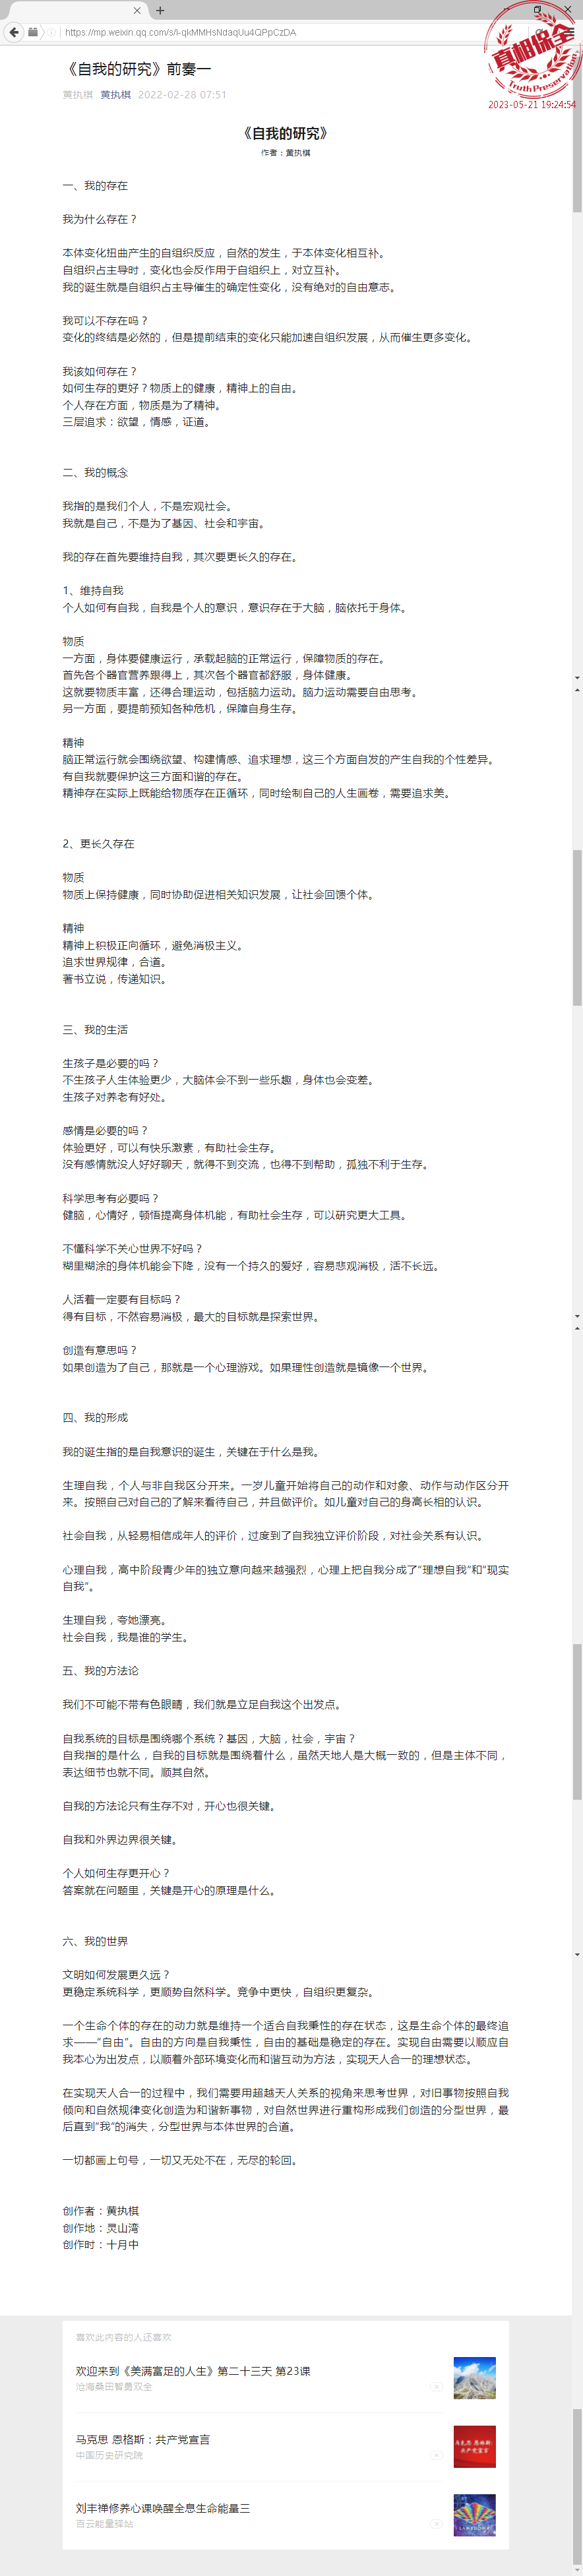 https://mp.weixin.qq.com/s/l-qkMMHsNdaqUu4QPpCzDA
真相保全
Truth Preservation
2023-05-21 19:24:54
《自我的研究》前奏一
黄执棋 黄执棋 2022-02-28 07:51
《自我的研究》
作者：黄执棋
一、我的存在
我为什么存在？
本体变化扭曲产生的自组织反应，自然的发生，于本体变化相互补。
自组织占主导时，变化也会反作用于自组织上，对立互补。
我的诞生就是自组织占主导催生的确定性变化，没有绝对的自由意志。
我可以不存在吗？
变化的终结是必然的，但是提前结束的变化只能加速自组织发展，从而催生更多变化。
我该如何存在？
如何生存的更好？物质上的健康，精神上的自由。
个人存在方面，物质是为了精神。
三层追求：欲望，情感，证道。
二、我的概念
我指的是我们个人，不是宏观社会。
我就是自己，不是为了基因、社会和宇宙。
我的存在首先要维持自我，其次要更长久的存在。
1、维持自我
个人如何有自我，自我是个人的意识，意识存在于大脑，脑依托于身体。
物质
一方面，身体要健康运行，承载起脑的正常运行，保障物质的存在。
首先各个器官营养跟得上，其次各个器官都舒服，身体健康。
这就要物质丰富，还得合理运动，包括脑力运动。脑力运动需要自由思考。
另一方面，要提前预知各种危机，保障自身生存。
精神
脑正常运行就会围绕欲望、构建情感、追求理想，这三个方面自发的产生自我的个性差异。
有自我就要保护这三方面和谐的存在。
精神存在实际上既能给物质存在正循环，同时绘制自己的人生画卷，需要追求美。
2、更长久存在
物质
物质上保持健康，同时协助促进相关知识发展，让社会回馈个体。
精神
精神上积极正向循环，避免消极主义。
追求世界规律，合道。
著书立说，传递知识。
三、我的生活
生孩子是必要的吗？
不生孩子人生体验更少，大脑体会不到一些乐趣，身体也会变差。
生孩子对养老有好处。
感情是必要的吗？
体验更好，可以有快乐激素，有助社会生存。
没有感情就没人好好聊天，就得不到交流，也得不到帮助，孤独不利于生存。
科学思考有必要吗？
健脑，心情好，顿悟提高身体机能，有助社会生存，可以研究更大工具。
不懂科学不关心世界不好吗？
糊里糊涂的身体机能会下降，没有一个持久的爱好，容易悲观消极，活不长远。
人活着一定要有目标吗？
得有目标，不然容易消极，最大的目标就是探索世界。
创造有意思吗？
如果创造为了自己，那就是一个心理游戏。如果理性创造就是镜像一个世界。
四、我的形成
我的诞生指的是自我意识的诞生，关键在于什么是我。
生理自我，个人与非自我区分开来。一岁儿童开始将自己的动作和对象、动作与动作区分开
来。按照自己对自己的了解来看待自己，并且做评价。如儿童对自己的身高长相的认识。
社会自我，从轻易相信成年人的评价，过度到了自我独立评价阶段，对社会关系有认识。
心理自我，高中阶段青少年的独立意向越来越强烈，心理上把自我分成了“理想自我”和“现实
自我”。
生理自我，夸她漂亮。
社会自我，我是谁的学生。
五、我的方法论
我们不可能不带有色眼睛，我们就是立足自我这个出发点。
自我系统的目标是围绕哪个系统？基因，大脑，社会，宇宙？
自我指的是什么，自我的目标就是围绕着什么，虽然天地人是大概一致的，但是主体不同，
表达细节也就不同。顺其自然。
自我的方法论只有生存不对，开心也很关键。
自我和外界边界很关键。
个人如何生存更开心？
答案就在问题里，关键是开心的原理是什么。
六、我的世界
文明如何发展更久远？
更稳定系统科学，更顺势自然科学。竞争中更快，自组织更复杂。
一个生命个体的存在的动力就是维持一个适合自我秉性的存在状态，这是生命个体的最终追
求——“自由”。自由的方向是自我秉性，自由的基础是稳定的存在。实现自由需要以顺应自
我本心为出发点，以顺着外部环境变化而和谐互动为方法，实现天人合一的理想状态。
在实现天人合一的过程中，我们需要用超越天人关系的视角来思考世界，对旧事物按照自我
倾向和自然规律变化创造为和谐新事物，对自然世界进行重构形成我们创造的分型世界，最
后直到“我”的消失，分型世界与本体世界的合道。
一切都画上句号，一切又无处不在，无尽的轮回。
创作者：黄执棋
创作地：灵山湾
创作时：十月中
喜欢此内容的人还喜欢
欢迎来到《美满富足的人生》第二十三天 第23课
沧海桑田智勇双全
马克思 恩格斯：共产党宣言
中国历史研究院
刘丰禅修养心课唤醒全息生命能量三
百云能量驿站